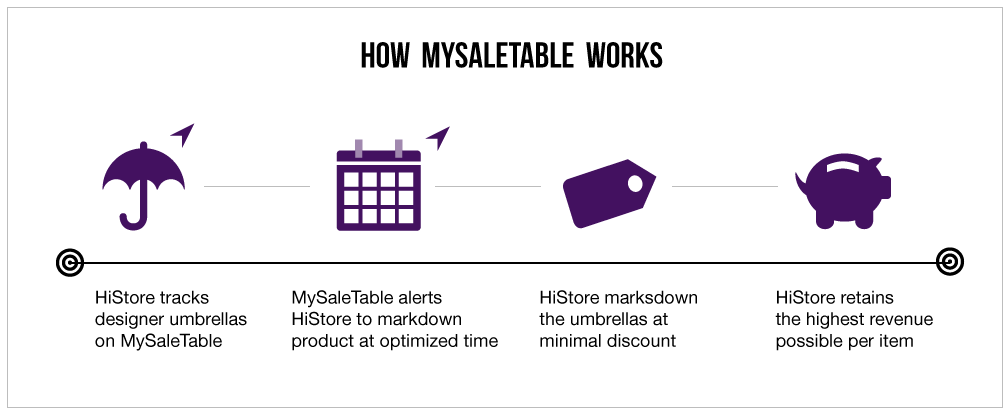 HOW MYSALETABLE WORKS
HiStore tracks
designer umbrellas
on MySaleTable
MySaleTable alerts
HiStore to markdown
product at optimized time
HiStore marksdown
the umbrellas at
minimal discount
HiStore retains
the highest revenue
possible per item